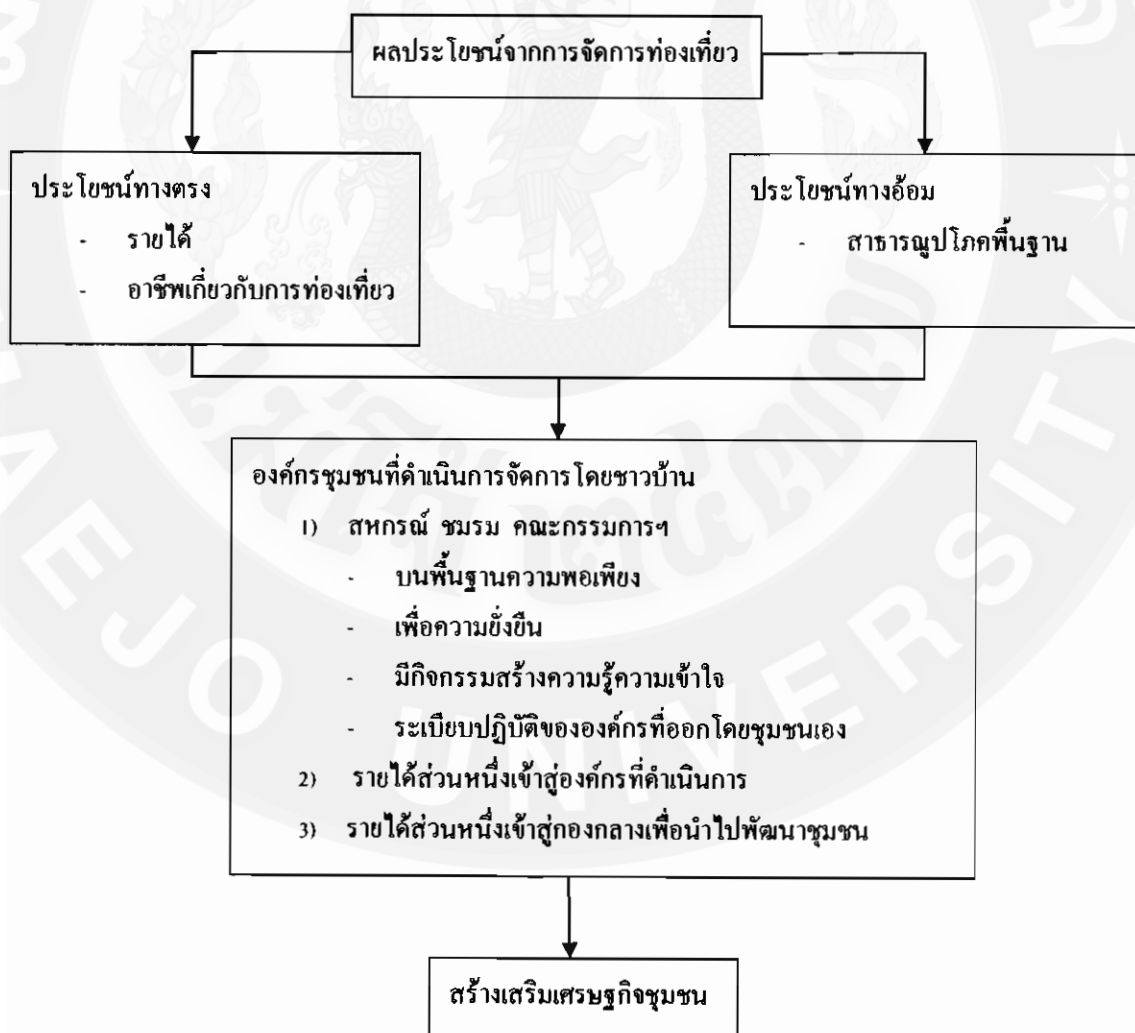 ผลประโยชน์จากการจัดการท่องเที่ยว
ประโยชน์ทางตรง
- รายได้
- อาชีพเกี่ยวกับการท่องเที่ยว
ประโยชน์ทางอ้อม
- สาธารณูปโภคพื้นฐาน
องค์กรชุมชนที่ดำเนินการจัดการโดยชาวบ้าน
1) สหกรณ์ ชมรม คณะกรรมการฯ
- บนพื้นฐานความพอเพียง
- เพื่อความยั่งยืน
- มีกิจกรรมสร้างความรู้ความเข้าใจ
- ระเบียบปฏิบัติขององค์กรที่ออกโดยชุมชนเอง
2) รายได้ส่วนหนึ่งเข้าสู่องค์กรที่ดำเนินการ
3) รายได้ส่วนหนึ่งเข้าสู่กองกลางเพื่อนำไปพัฒนาชุมชน
สร้างเสริมเศรษฐกิจชุมชน
UNIVERSITY